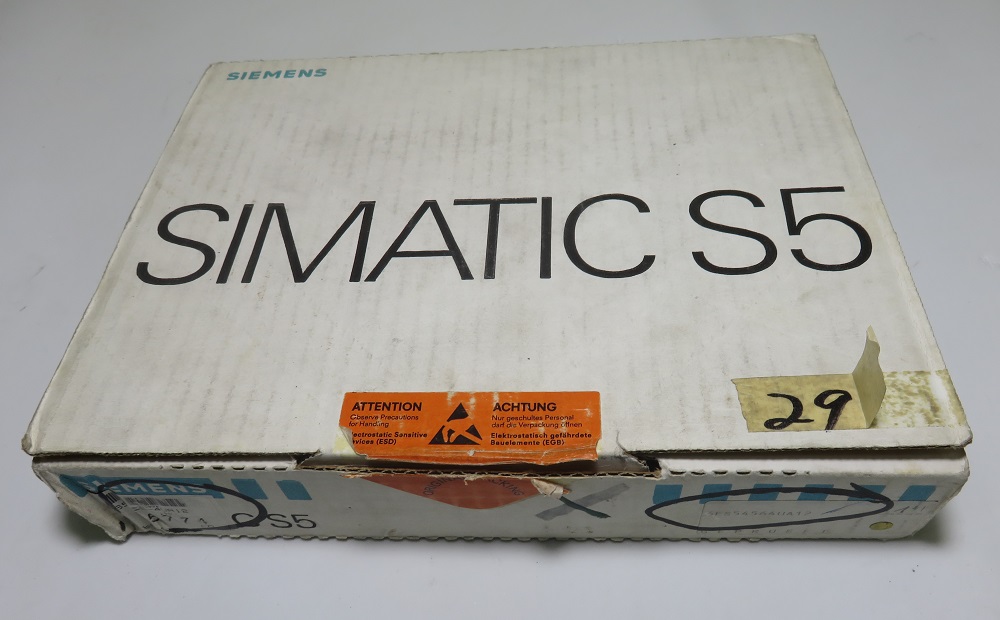 SIEMENS
SIMATIC S5
29
ATTENTION
Observe Precautions
for Handling
Electrostatic Sensitive
Devices (ESD)
ACHTUNG
Nur geschultes Personal
darf die Verpackung öffnen
Elektrostatisch gefährdete
Bauelemente (EGB)
SIEMENS
S5